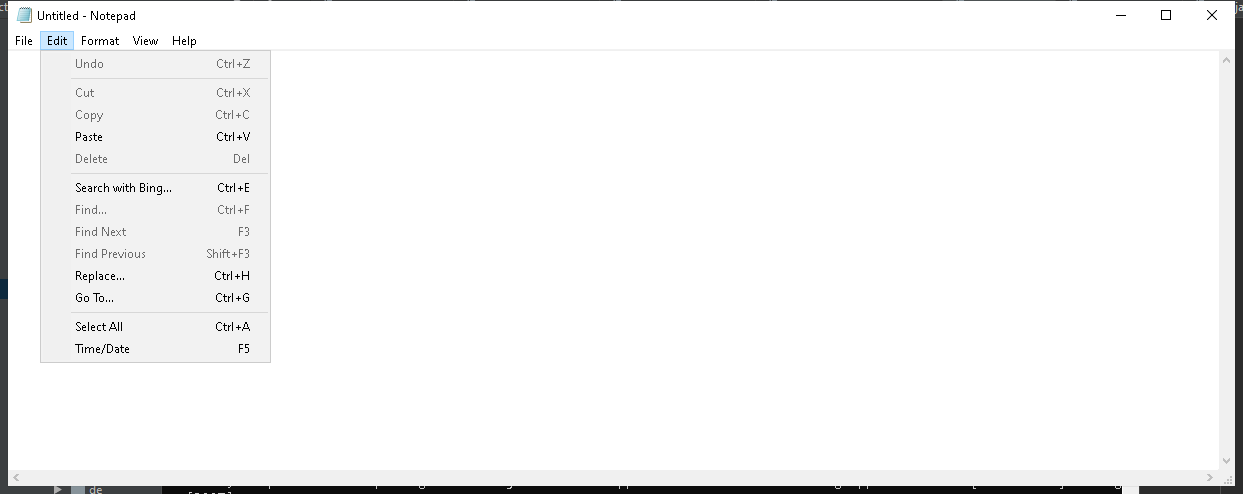 Untitled - Notepad
File Edit Format View Help
Undo Ctrl+Z
Cut Ctrl+X
Copy Ctrl+C
Paste Ctrl+V
Delete Del
Search with Bing... Ctrl+E
Find... Ctrl+F
Find Next F3
Find Previous Shift+F3
Replace... Ctrl+H
Go To... Ctrl+G
Select All Ctrl+A
Time/Date F5
de